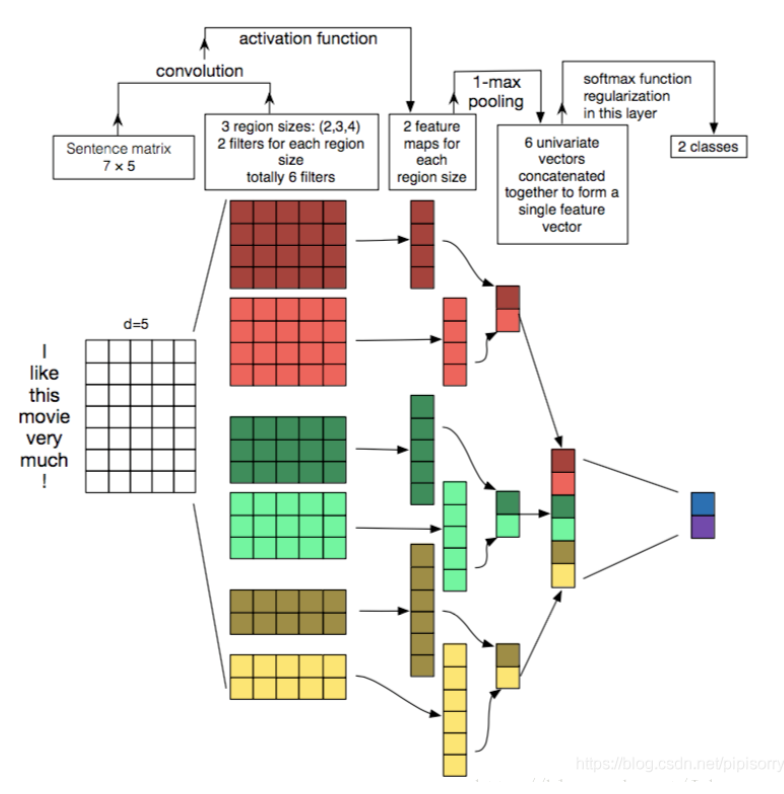 activation function
convolution
1-max
pooling
softmax function
regularization
in this layer
Sentence matrix
7 × 5
3 region sizes: (2,3,4)
2 filters for each region
size
totally 6 filters
2 feature
maps for
each
region size
6 univariate
vectors
concatenated
together to form a
single feature
vector
2 classes
d=5
I
like
this
movie
very
much
!
https://blog.csdn.net/pipisorry